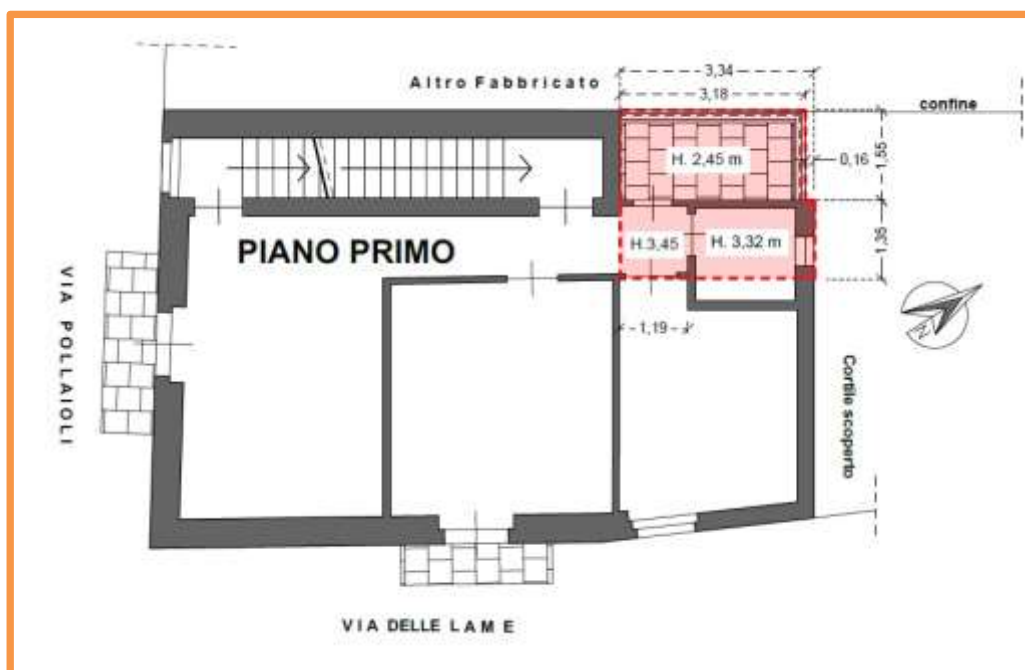 3,34
Altro Fabbricato
3,18
confine
H. 2,45 m
0,16
1,55
PIANO PRIMO
H.3,45
H. 3,32 m
1,35
VIA POLLAIOLI
1,19
N
Cortile scoperto
VIA DELLE LAME